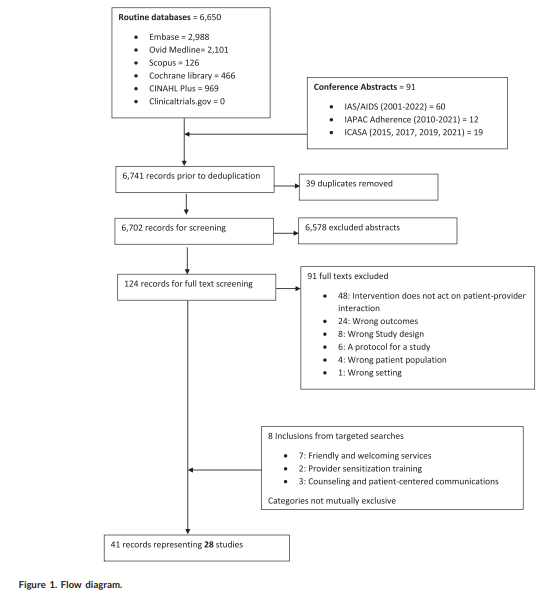 Routine databases = 6,650
• Embase = 2,988
• Ovid Medline= 2,101
• Scopus = 126
• Cochrane library = 466
• CINAHL Plus = 969
• Clinicaltrials.gov = 0
Conference Abstracts = 91
• IAS/AIDS (2001-2022) = 60
• IAPAC Adherence (2010-2021) = 12
• ICASA (2015, 2017, 2019, 2021) = 19
6,741 records prior to deduplication
39 duplicates removed
6,702 records for screening
6,578 excluded abstracts
124 records for full text screening
91 full texts excluded
• 48: Intervention does not act on patient-provider
interaction
• 24: Wrong outcomes
• 8: Wrong Study design
• 6: A protocol for a study
• 4: Wrong patient population
• 1: Wrong setting
8 Inclusions from targeted searches
• 7: Friendly and welcoming services
• 2: Provider sensitization training
• 3: Counseling and patient-centered communications
Categories not mutually exclusive
41 records representing 28 studies
Figure 1. Flow diagram.